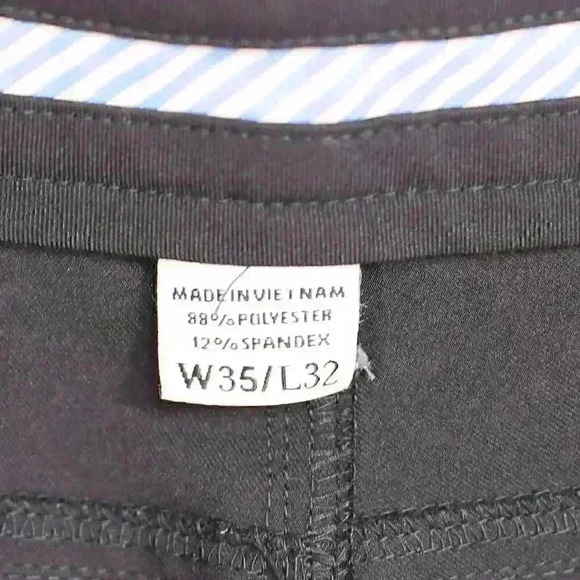 MADE IN VIETNAM
88% POLYESTER
12% SPANDEX
W35/L32